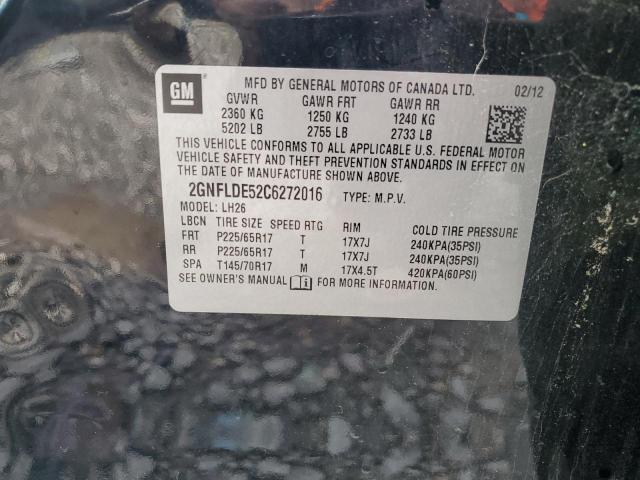 GM
MFD BY GENERAL MOTORS OF CANADA LTD. 02/12
GVWR GAWR FRT GAWR RR
2360 KG 1250 KG 1240 KG
5202 LB 2755 LB 2733 LB
THIS VEHICLE CONFORMS TO ALL APPLICABLE U.S. FEDERAL MOTOR
VEHICLE SAFETY AND THEFT PREVENTION STANDARDS IN EFFECT ON
THE DATE OF MANUFACTURE SHOWN ABOVE.
2GNFLDE52C6272016 TYPE: M.P.V.
MODEL: LH26
LBCN TIRE SIZE SPEED RTG RIM COLD TIRE PRESSURE
FRT P225/65R17 T 17X7J 240KPA(35PSI)
RR P225/65R17 T 17X7J 240KPA(35PSI)
SPA T145/70R17 M 17X4.5T 420KPA(60PSI)
SEE OWNER'S MANUAL FOR MORE INFORMATION.